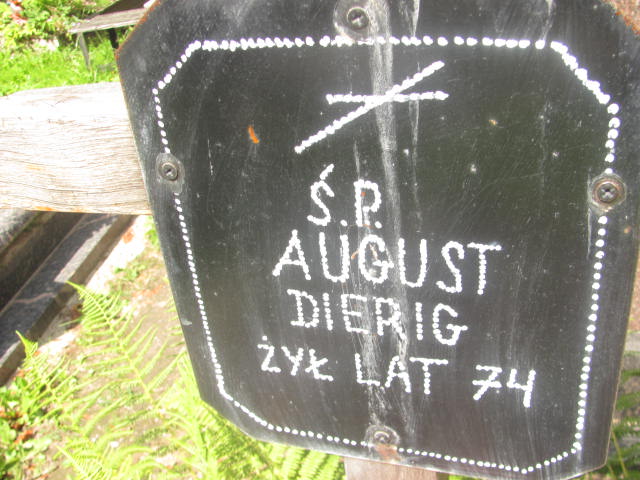 Ś.P.
AUGUST
DIERIG
ŻYŁ LAT 74